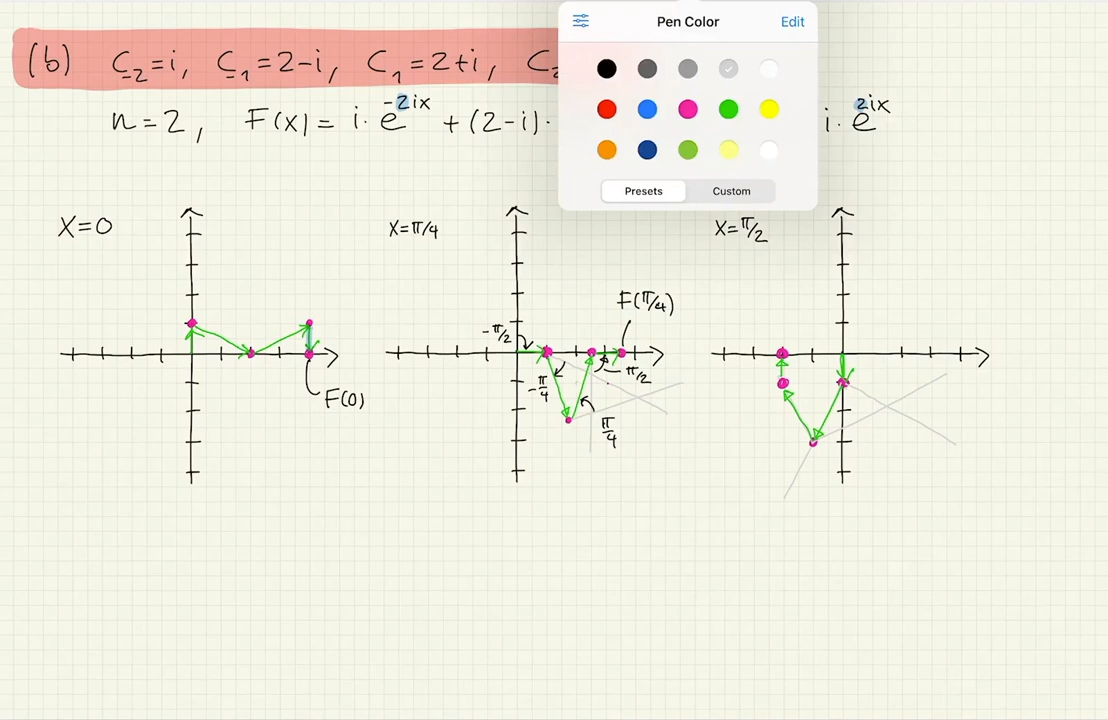 Pen Color Edit
(b) C₋₂=i, C₋₁=2-i, C₁=2+i, C₂
n=2, F(x)= i·e^{-2ix} +(2-i)· i·e^{2ix}
Presets Custom
X=0
X=π/4
X=π/2
F(π/4)
-π/2
π/2
-π/4
F(0)
π/4